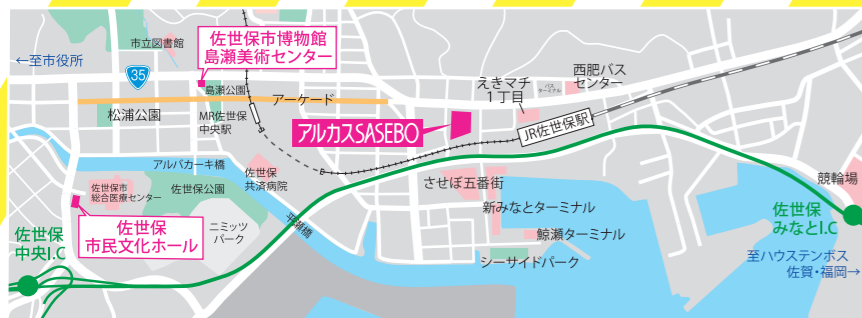 市立図書館
佐世保市博物館
島瀬美術センター
←至市役所
35
島瀬公園
アーケード
松浦公園
MR佐世保
中央駅
えきマチ
1丁目
バス
ターミナル
西肥バス
センター
アルカスSASEBO
JR佐世保駅
アルバカーキ橋
佐世保市
総合医療センター
佐世保公園
佐世保
共済病院
させぼ五番街
競輪場
佐世保
市民文化ホール
ニミッツ
パーク
平瀬橋
新みなとターミナル
鯨瀬ターミナル
シーサイドパーク
佐世保
中央I.C
佐世保
みなとI.C
至ハウステンボス
佐賀・福岡→